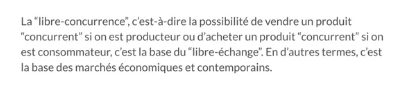 La “libre-concurrence”, c’est-à-dire la possibilité de vendre un produit
“concurrent” si on est producteur ou d’acheter un produit “concurrent” si on
est consommateur, c’est la base du “libre-échange”. En d’autres termes, c’est
la base des marchés économiques et contemporains.